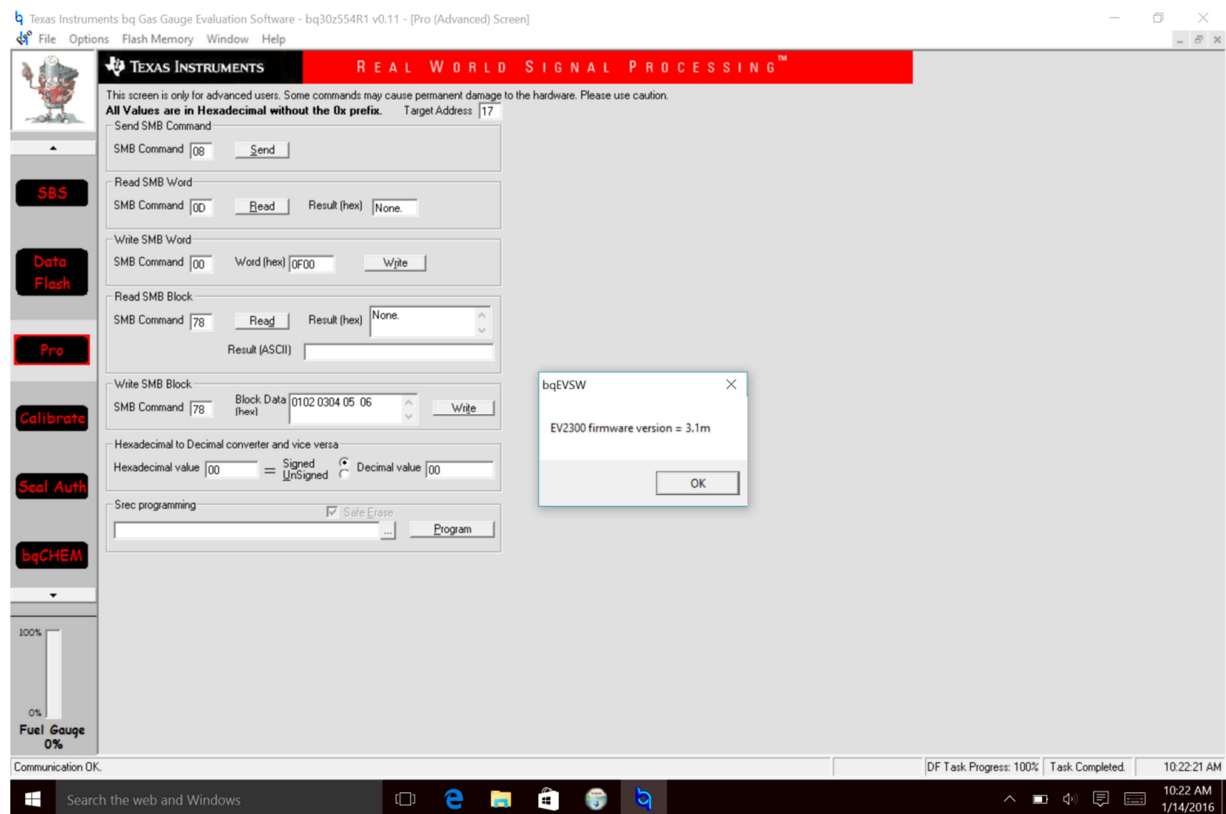 Texas Instruments bq Gas Gauge Evaluation Software - bq30z554R1 v0.11 - [Pro (Advanced) Screen]
File Options Flash Memory Window Help
TEXAS INSTRUMENTS
REAL WORLD SIGNAL PROCESSING™
This screen is only for advanced users. Some commands may cause permanent damage to the hardware. Please use caution.
All Values are in Hexadecimal without the 0x prefix. Target Address 17
Send SMB Command
SMB Command 08 Send
Read SMB Word
SMB Command 0D Read Result (hex) None.
Write SMB Word
SMB Command 00 Word (hex) 0F00 Write
Read SMB Block
SMB Command 78 Read Result (hex) None.
Result (ASCII)
Write SMB Block
SMB Command 78 Block Data (hex) 0102 0304 05 06 Write
Hexadecimal to Decimal converter and vice versa
Hexadecimal value 00 = Signed UnSigned Decimal value 00
Srec programming
Safe Erase
... Program
SBS
Data
Flash
Pro
Calibrate
Seal Auth
bqCHEM
100%
0%
Fuel Gauge
0%
bqEVSW
EV2300 firmware version = 3.1m
OK
Communication OK.
DF Task Progress: 100% Task Completed. 10:22:21 AM
Search the web and Windows
10:22 AM
1/14/2016